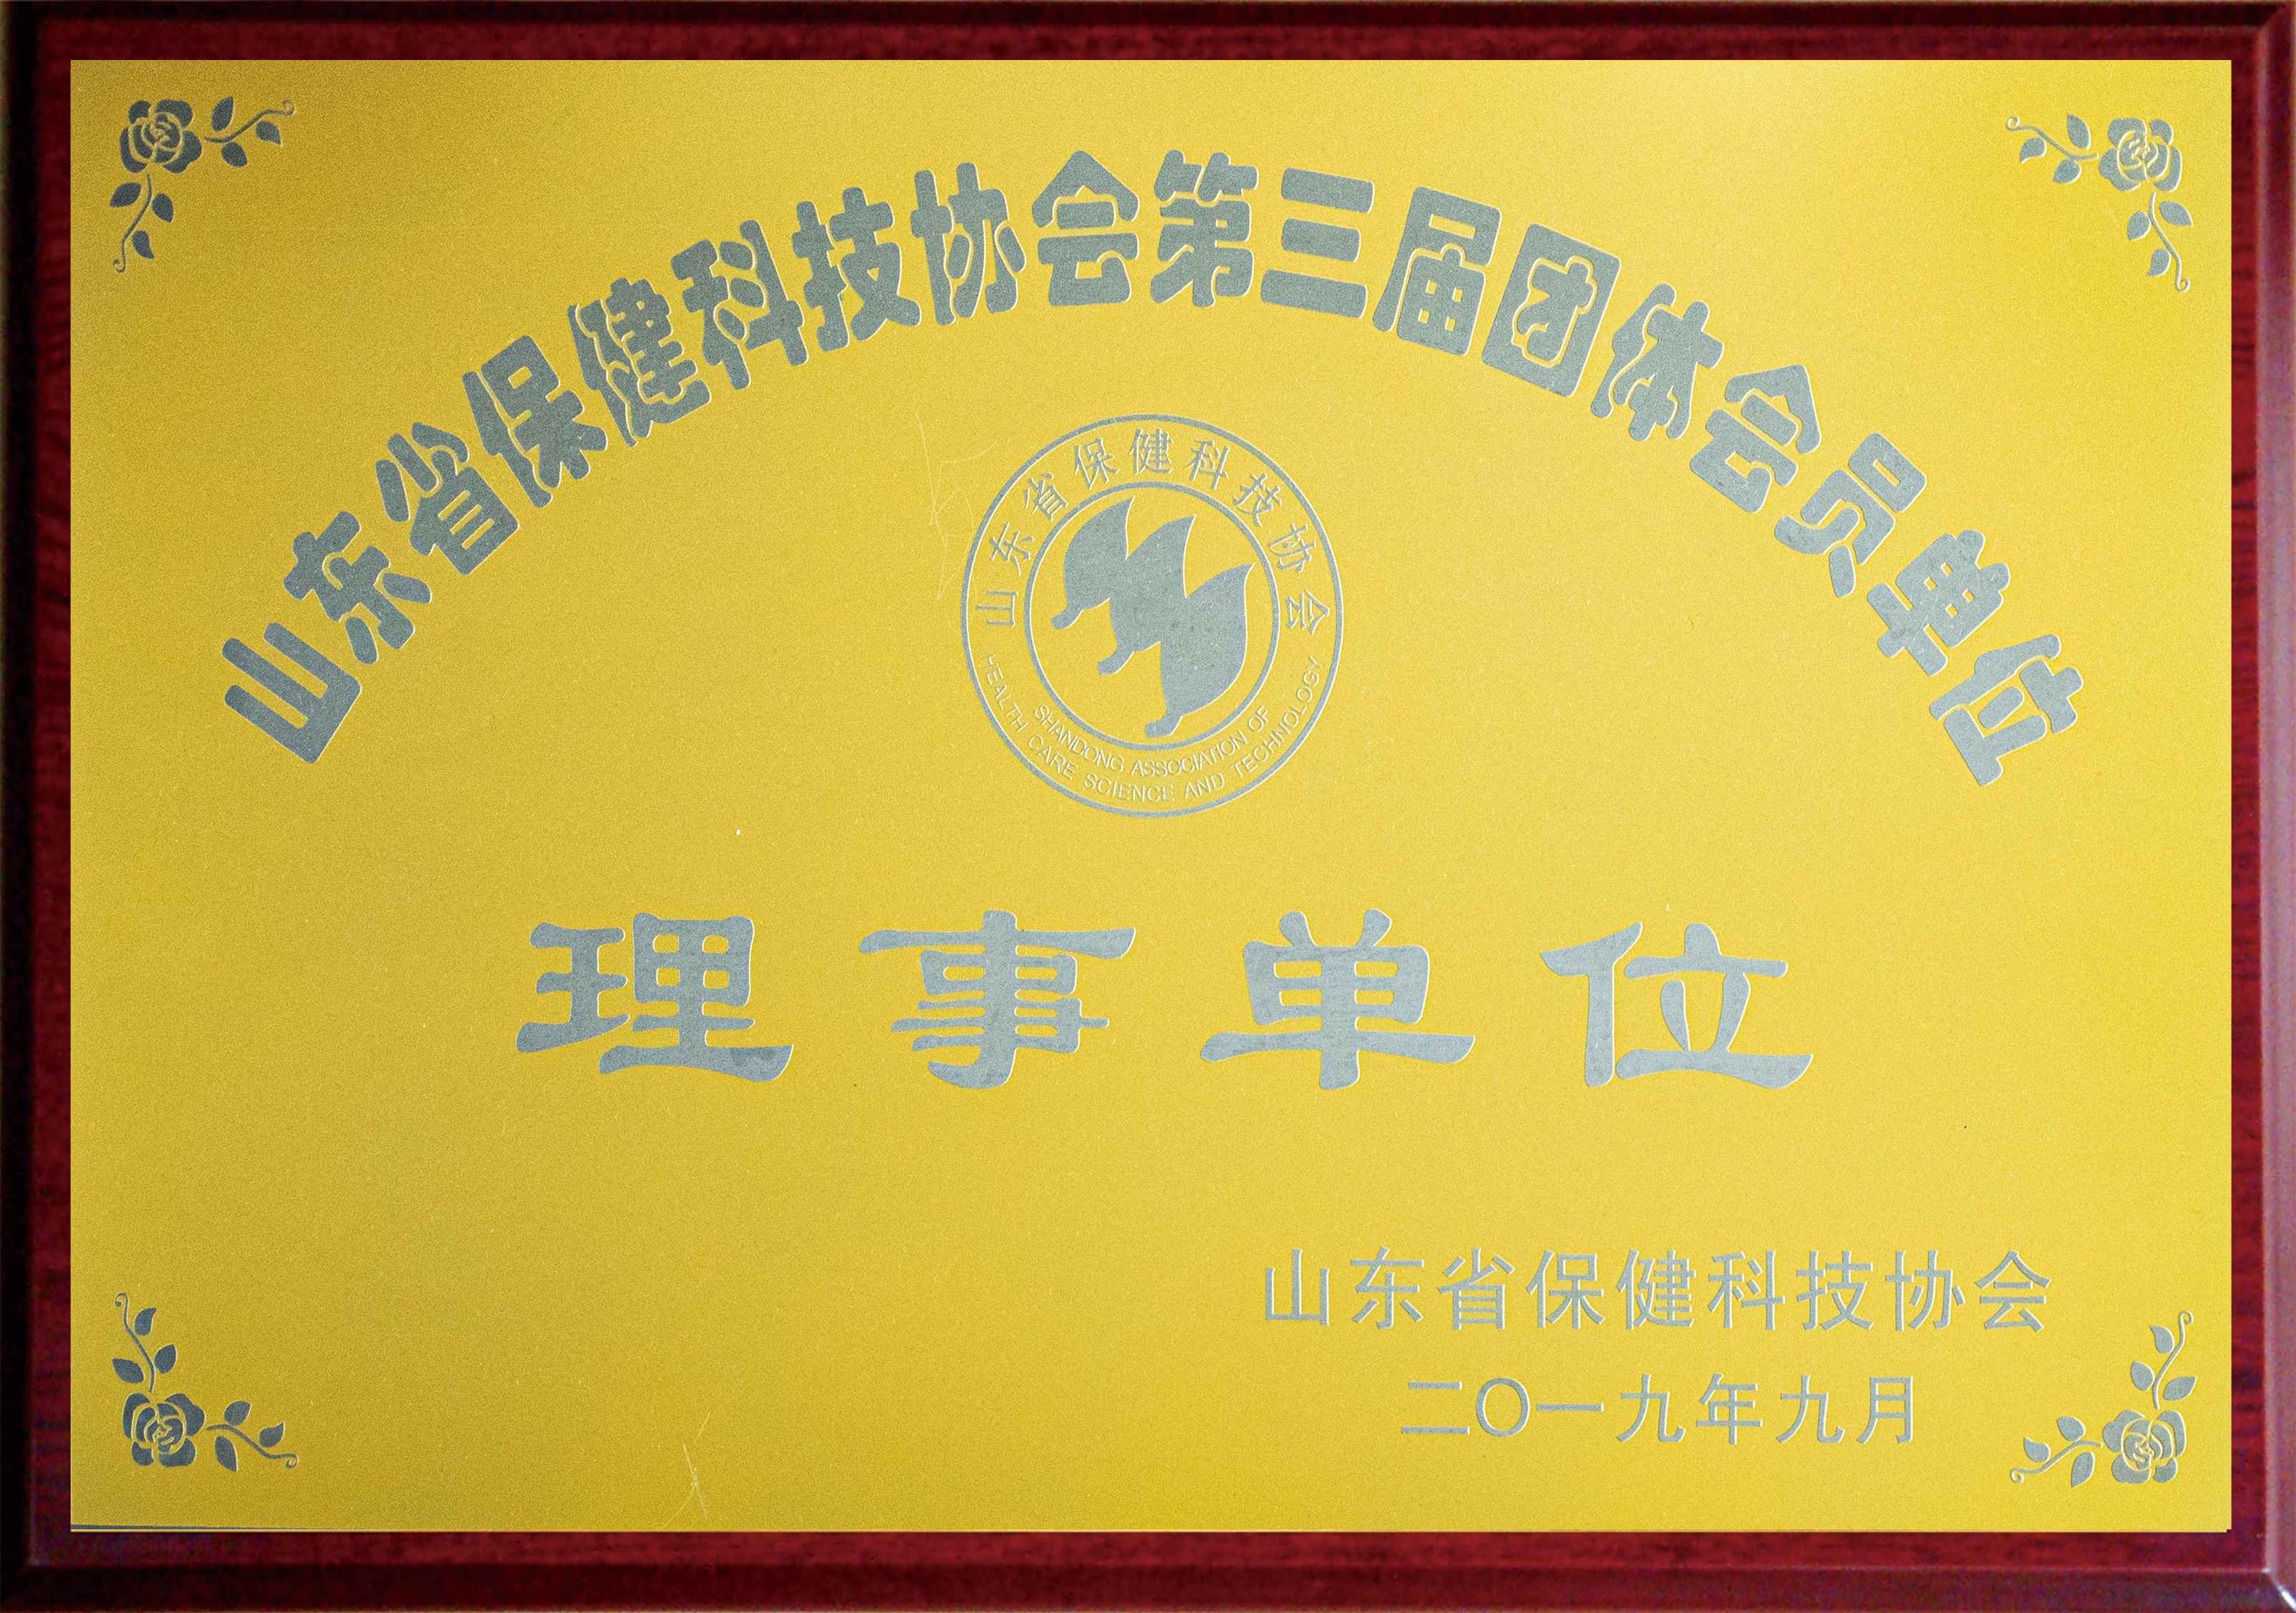 山东省保健科技协会第三届团体会员单位
山东省保健科技协会
SHANDONG ASSOCIATION OF
HEALTH CARE SCIENCE AND TECHNOLOGY
理事单位
山东省保健科技协会
二〇一九年九月